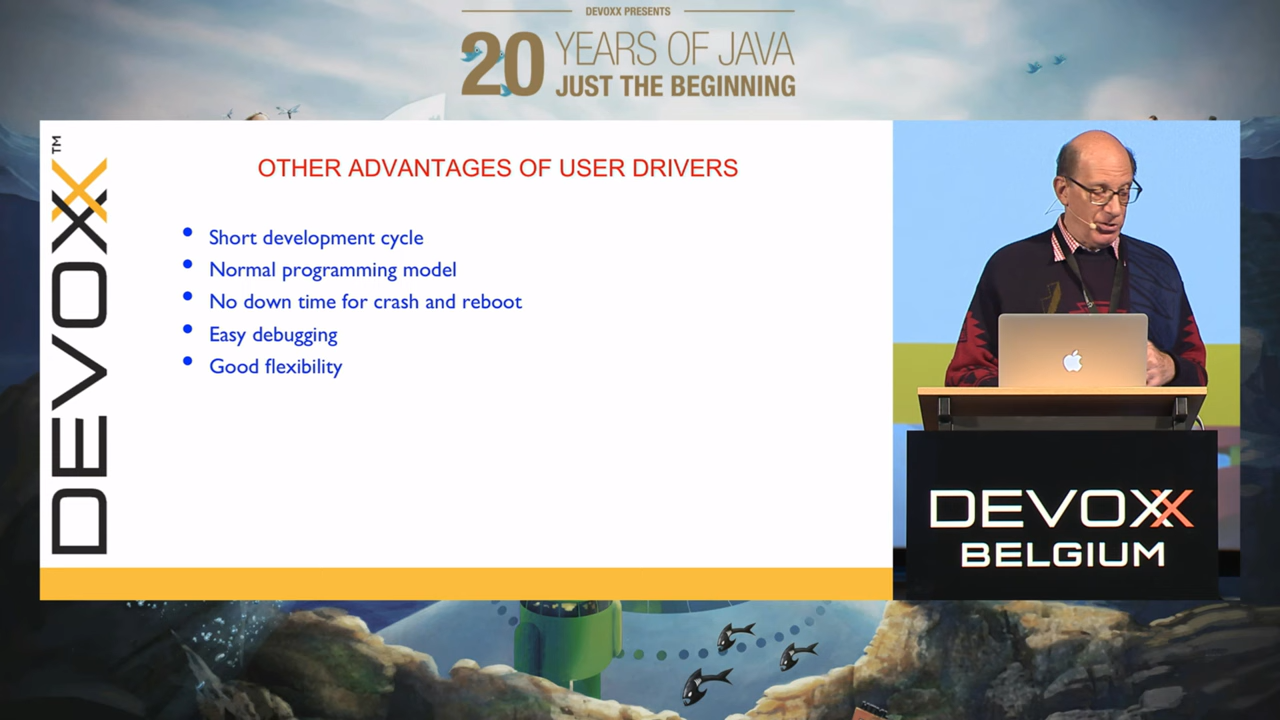 DEVOXX PRESENTS
20 YEARS OF JAVA
JUST THE BEGINNING
DEVOXX™
OTHER ADVANTAGES OF USER DRIVERS
Short development cycle
Normal programming model
No down time for crash and reboot
Easy debugging
Good flexibility
DEVOXX
BELGIUM